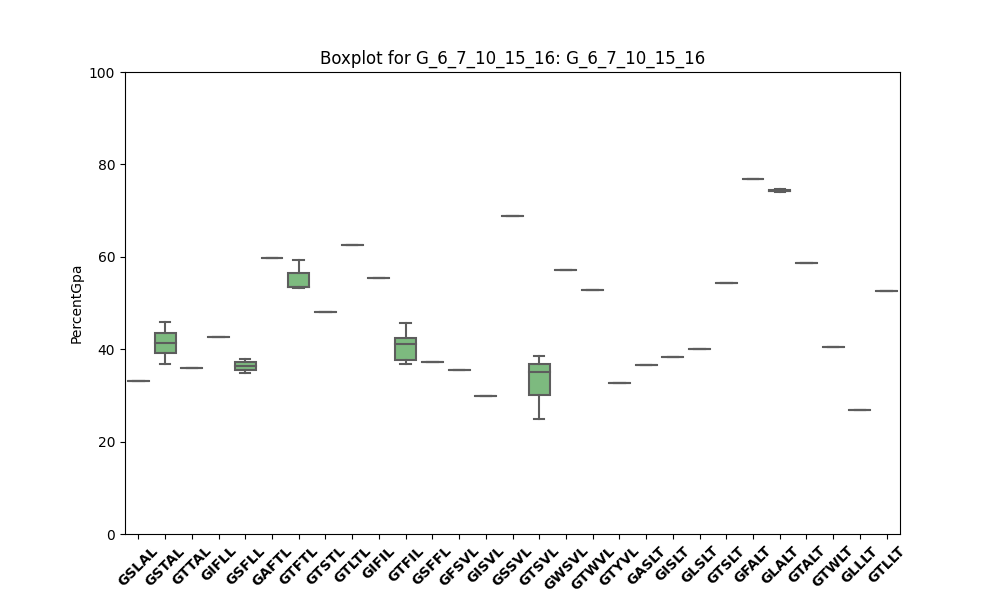 Boxplot for G_6_7_10_15_16: G_6_7_10_15_16
100
80
60
40
20
0
PercentGpa
GSLAL
GSTAL
GTTAL
GIFLL
GSFLL
GAFTL
GTFTL
GTSTL
GTLTL
GIFIL
GTFIL
GSFFL
GFSVL
GISVL
GSSVL
GTSVL
GWSVL
GTWVL
GTYVL
GASLT
GISLT
GLSLT
GTSLT
GFALT
GLALT
GTALT
GTWLT
GLLLT
GTLLT